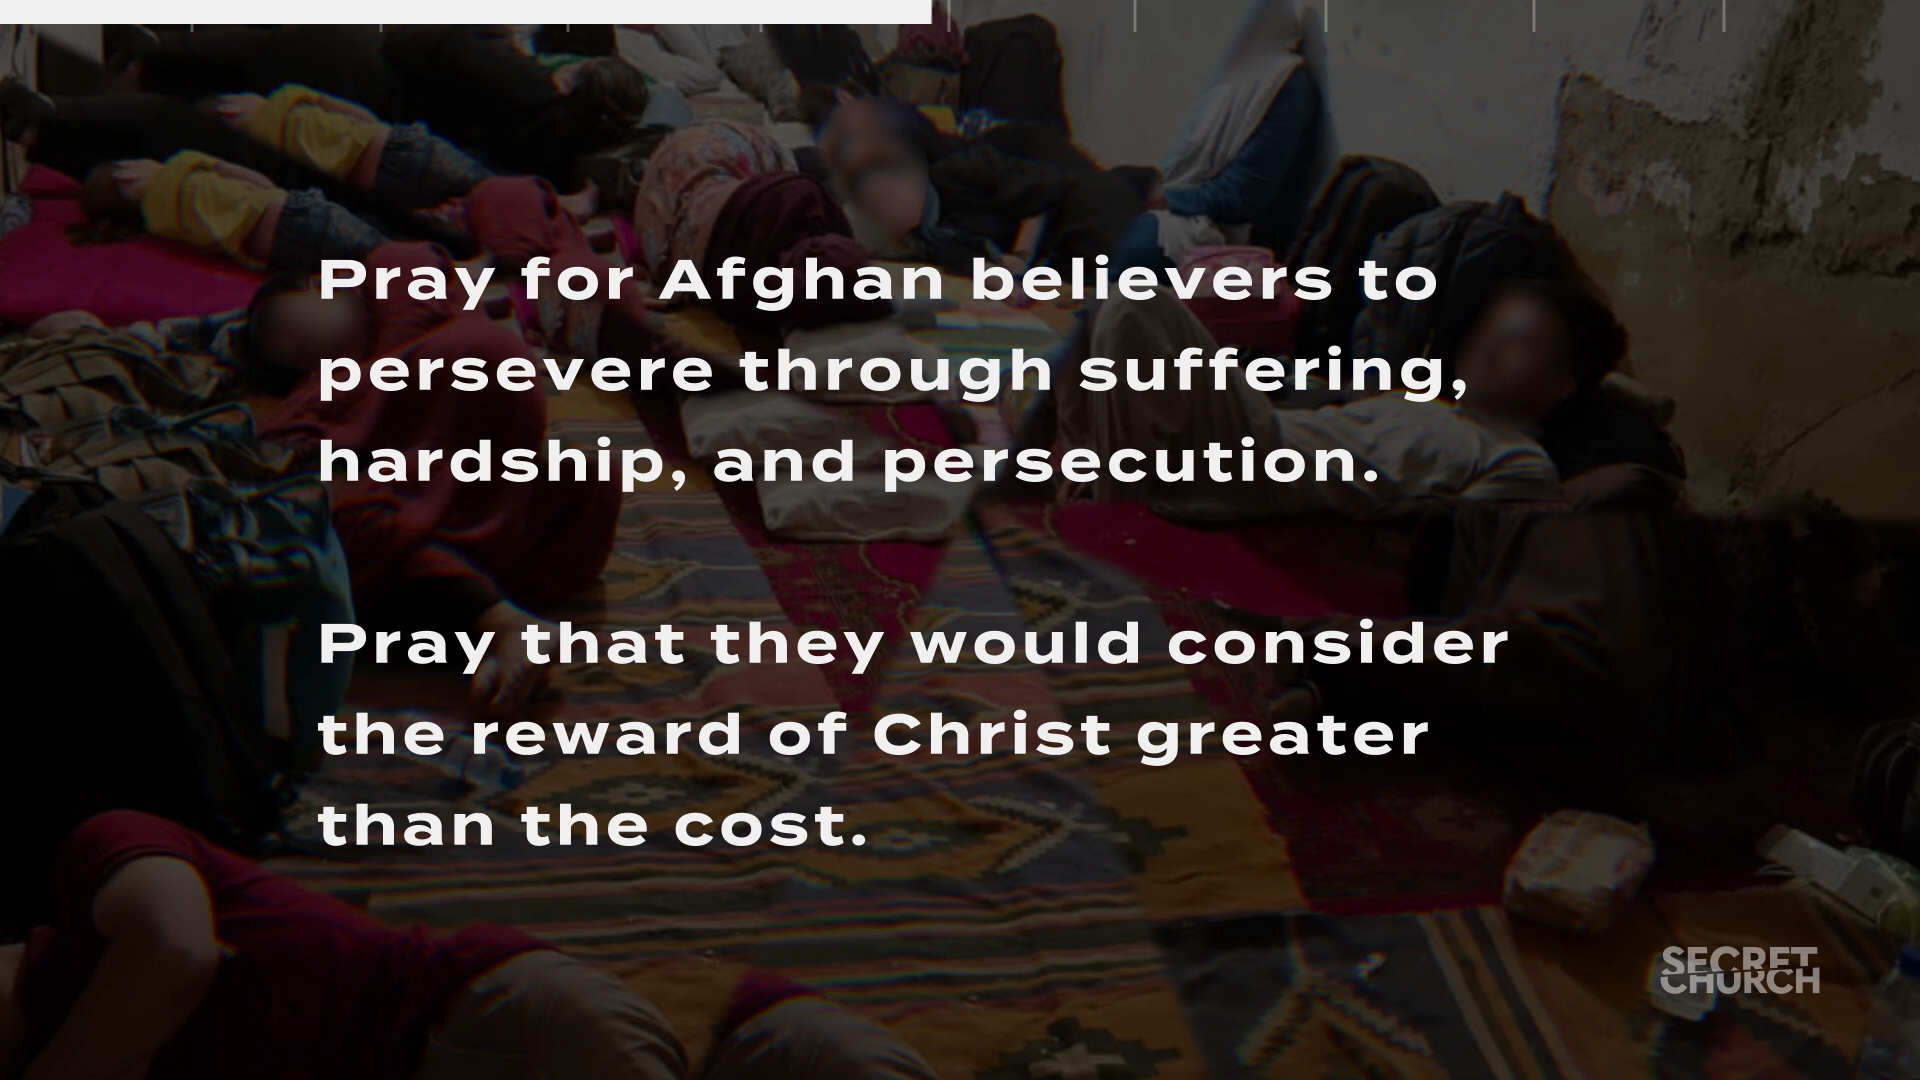 Pray for Afghan believers to
persevere through suffering,
hardship, and persecution.
Pray that they would consider
the reward of Christ greater
than the cost.
SECRET
CHURCH